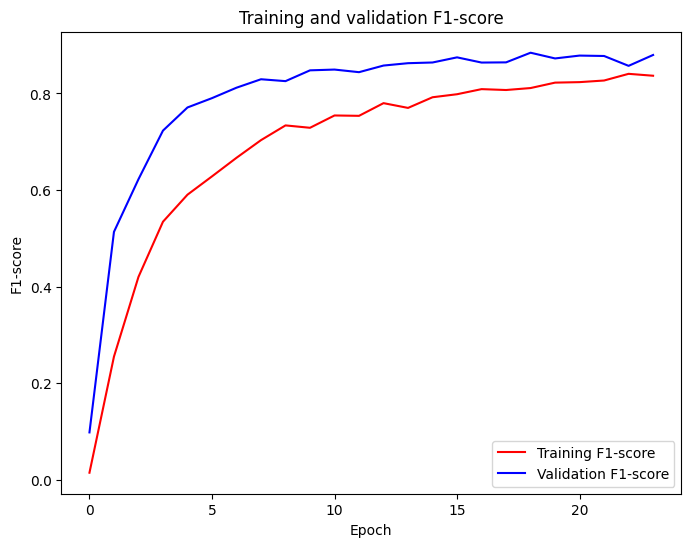 Training and validation F1-score
F1-score
0.8
0.6
0.4
0.2
0.0
Training F1-score
Validation F1-score
0
5
10
15
20
Epoch